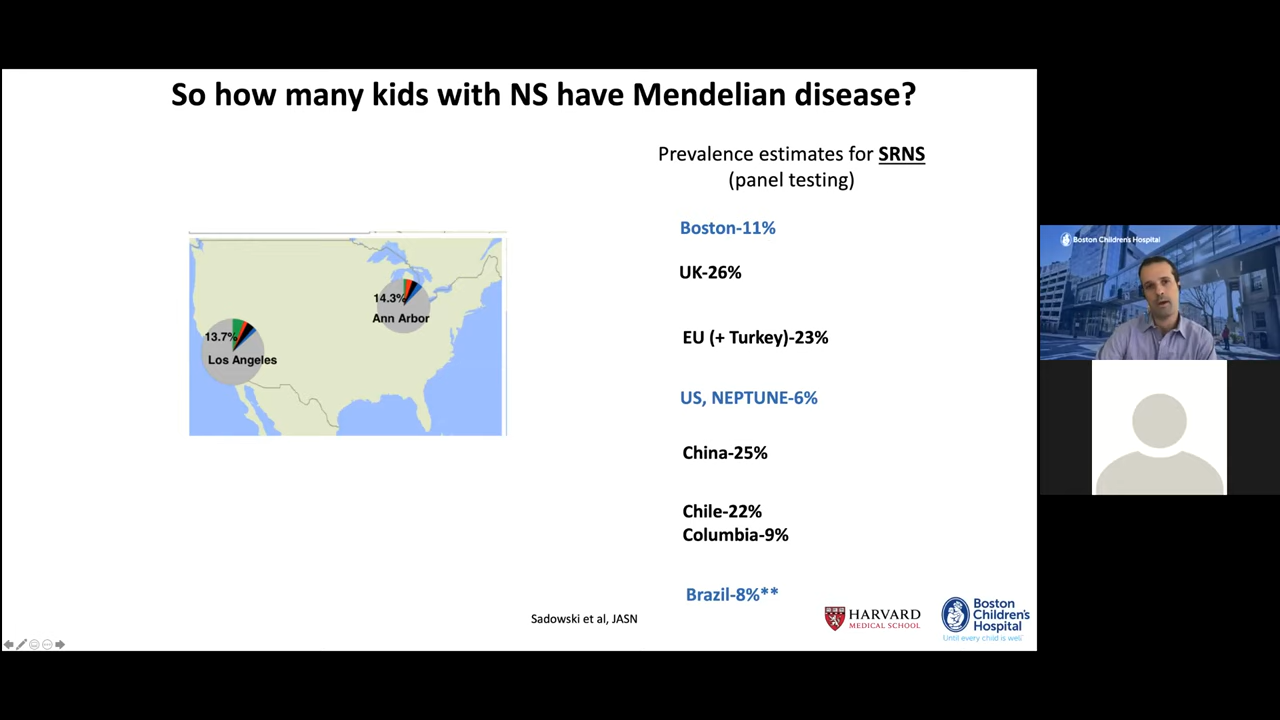 So how many kids with NS have Mendelian disease?
Prevalence estimates for SRNS
(panel testing)
Boston-11%
UK-26%
EU (+ Turkey)-23%
US, NEPTUNE-6%
China-25%
Chile-22%
Columbia-9%
Brazil-8%**
14.3%
Ann Arbor
13.7%
Los Angeles
Sadowski et al, JASN
HARVARD
MEDICAL SCHOOL
Boston
Children's
Hospital
Until every child is well™
Boston Children's Hospital